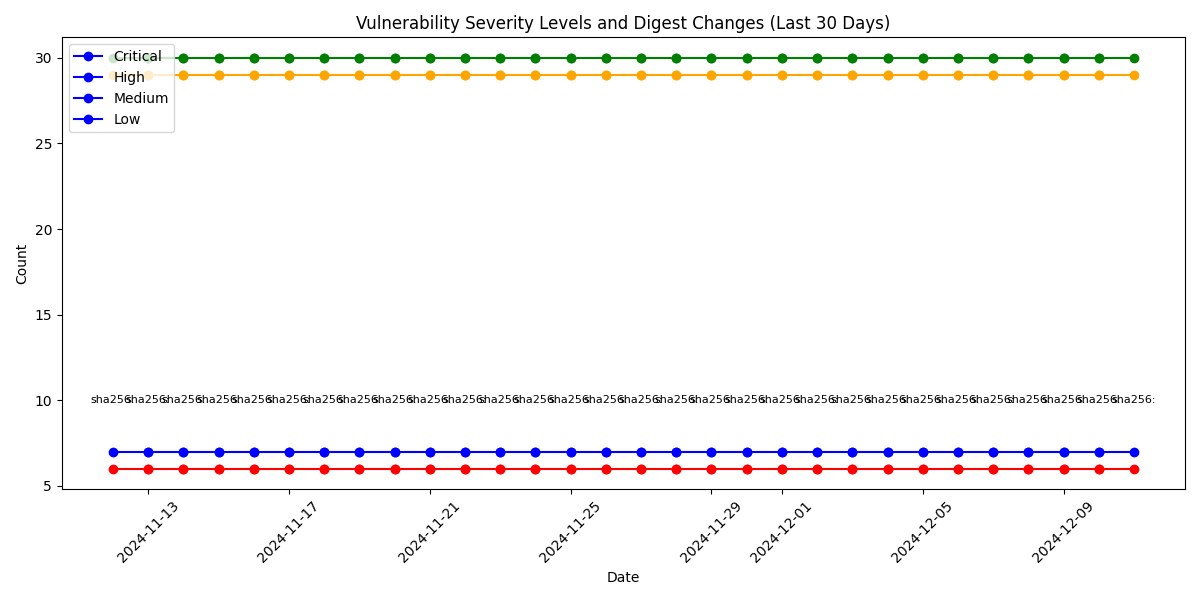 Vulnerability Severity Levels and Digest Changes (Last 30 Days)
Critical
High
Medium
Low
Count
30
25
20
15
10
5
sha256: sha256: sha256: sha256: sha256: sha256: sha256: sha256: sha256: sha256: sha256: sha256: sha256: sha256: sha256: sha256: sha256: sha256: sha256: sha256: sha256: sha256: sha256: sha256: sha256: sha256: sha256: sha256: sha256: sha256:
2024-11-13
2024-11-17
2024-11-21
2024-11-25
2024-11-29
2024-12-01
2024-12-05
2024-12-09
Date